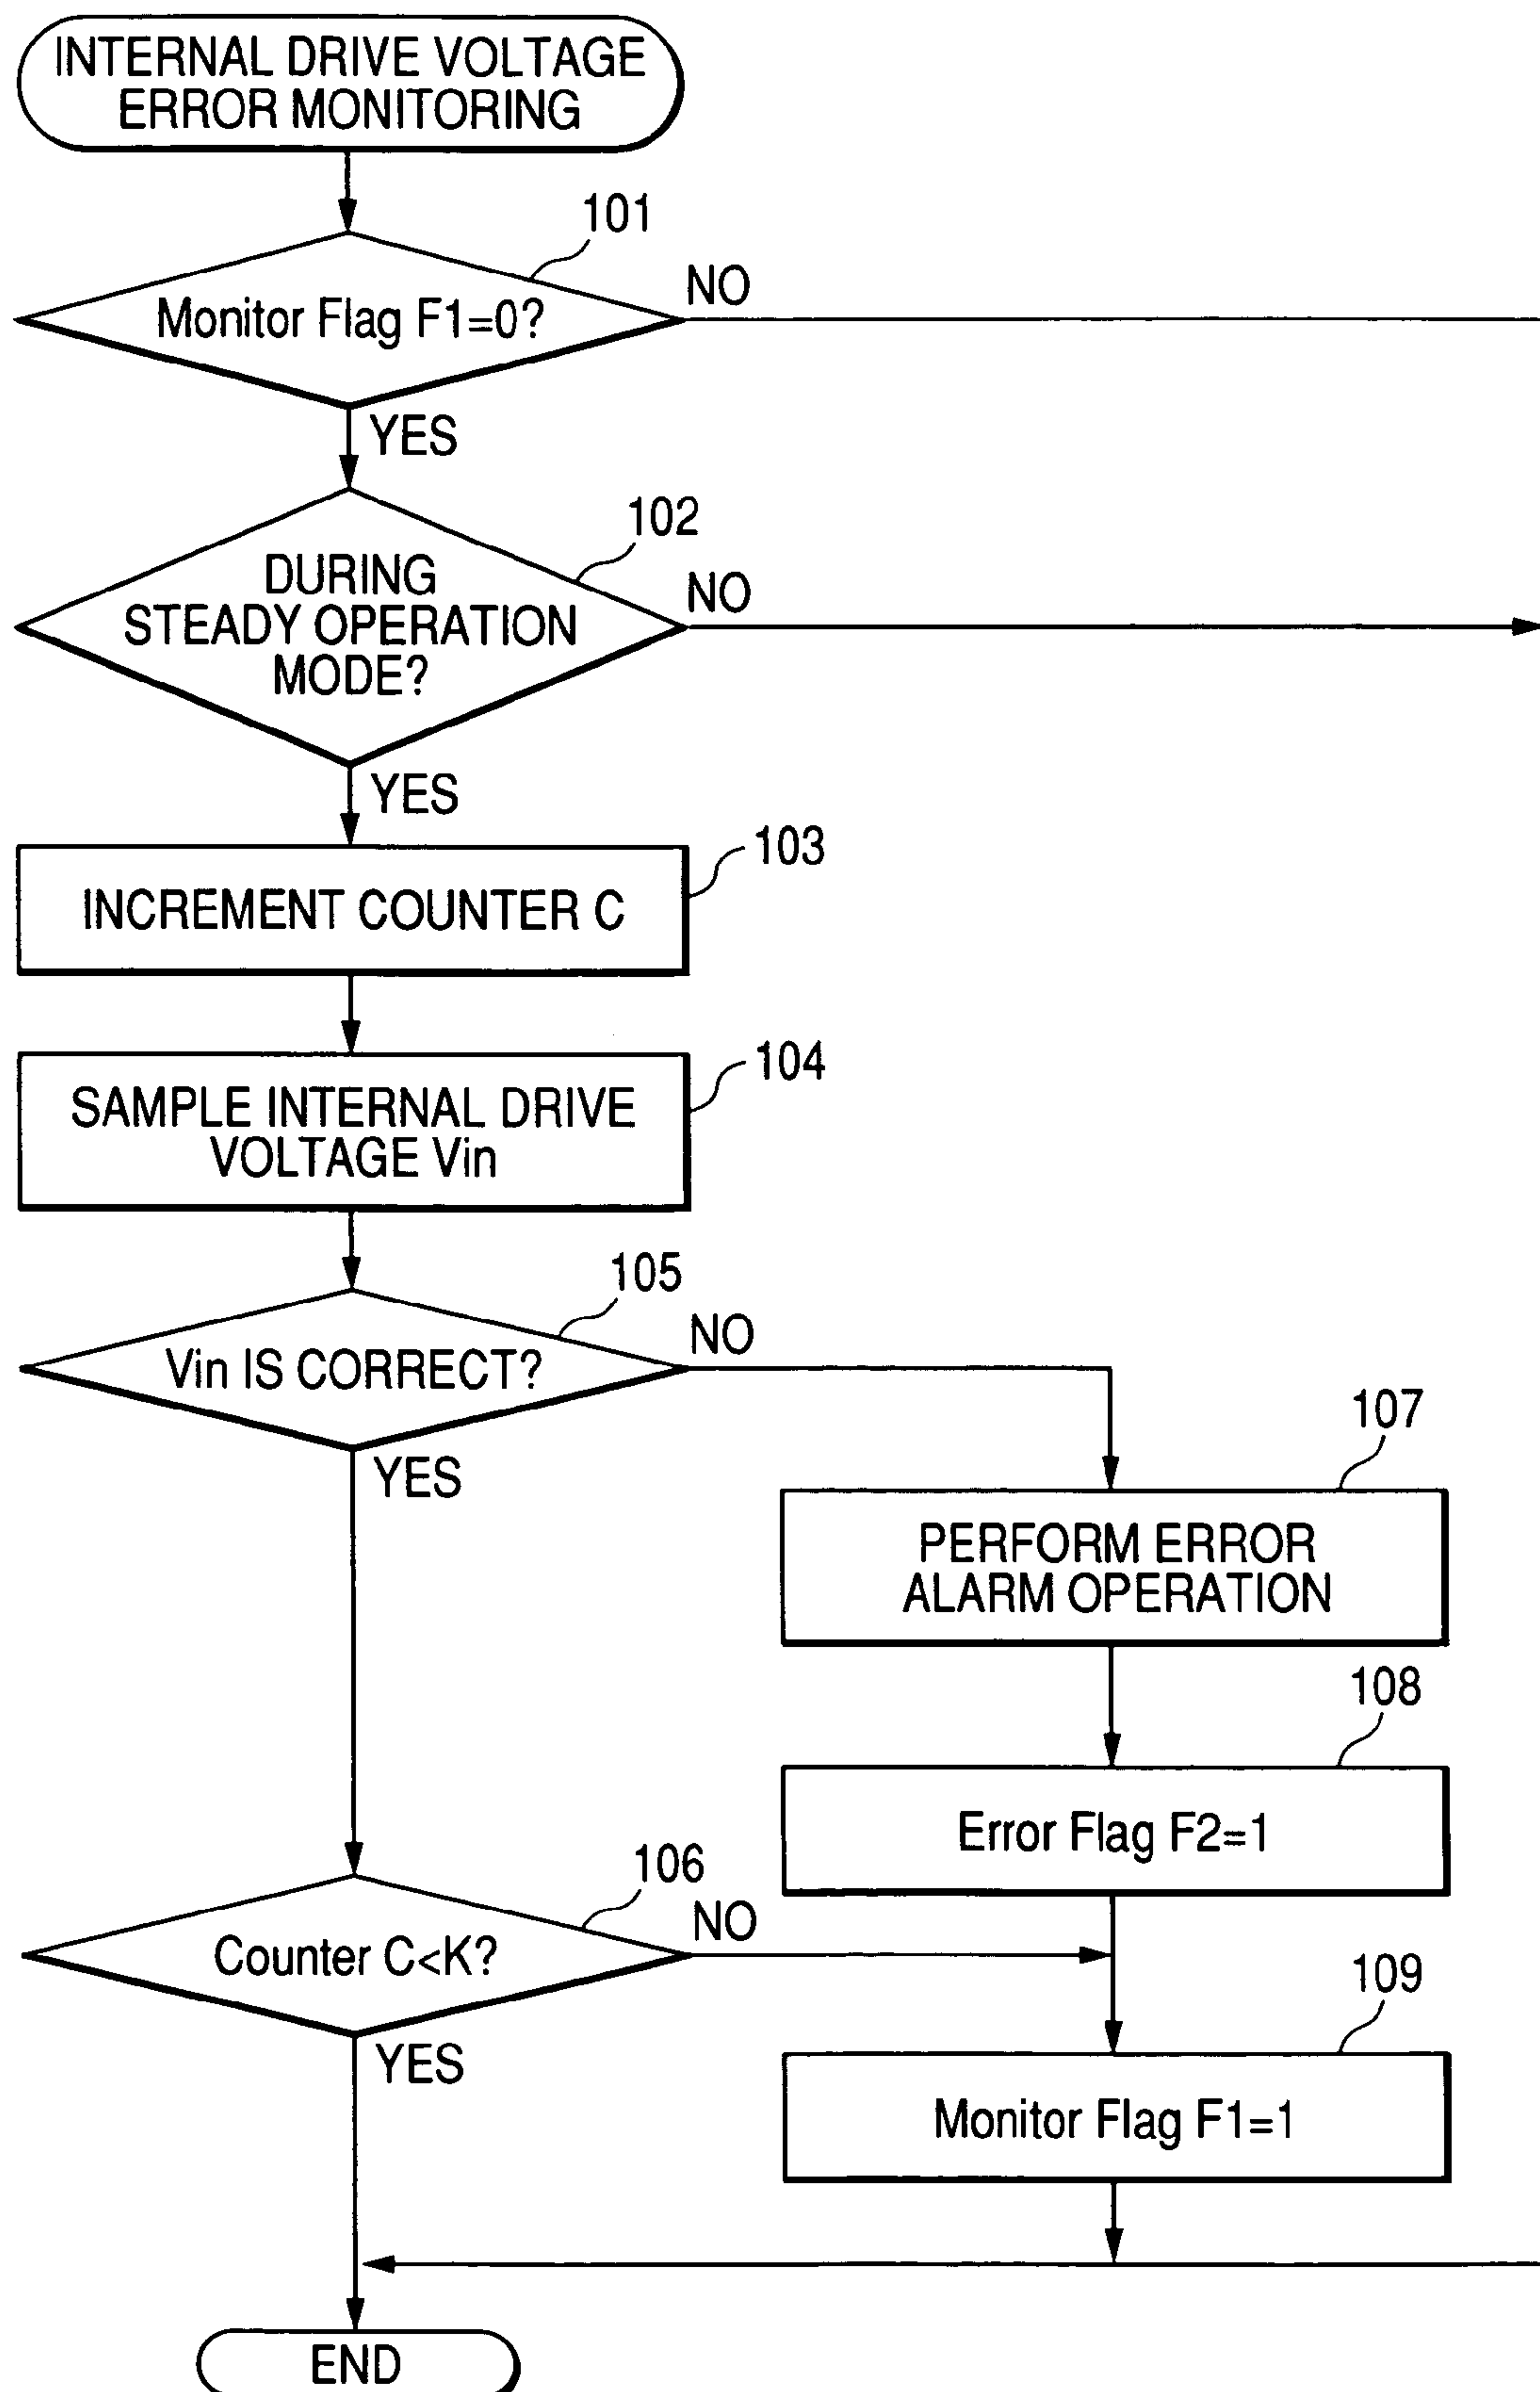 INTERNAL DRIVE VOLTAGE
ERROR MONITORING
101
Monitor Flag F1=0?
NO
YES
102
DURING
STEADY OPERATION
MODE?
NO
YES
103
INCREMENT COUNTER C
104
SAMPLE INTERNAL DRIVE
VOLTAGE Vin
105
Vin IS CORRECT?
NO
YES
107
PERFORM ERROR
ALARM OPERATION
108
Error Flag F2=1
106
Counter C<K?
NO
YES
109
Monitor Flag F1=1
END